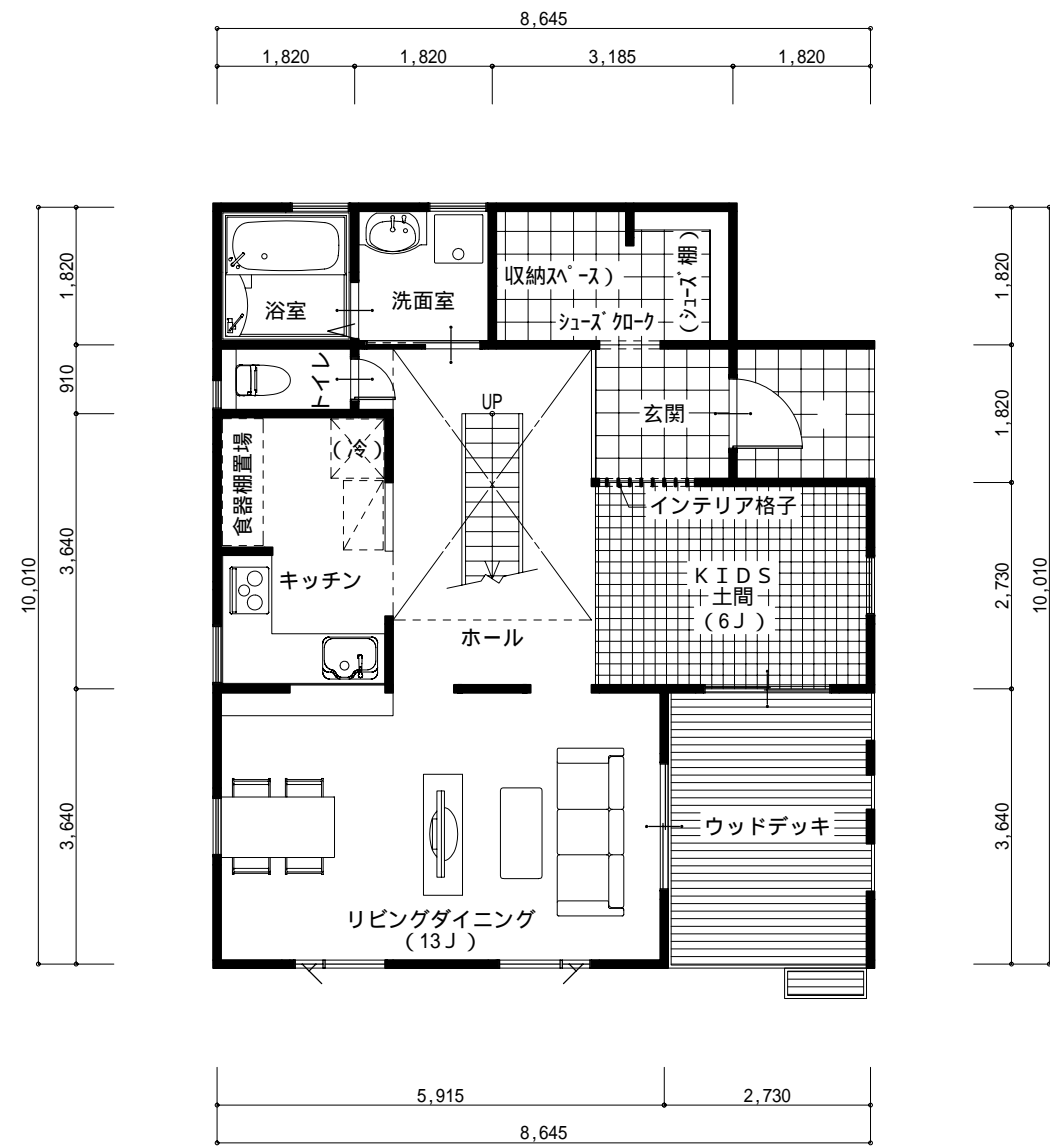 8,645
1,820
1,820
3,185
1,820
10,010
1,820
910
3,640
3,640
浴室
洗面室
収納ｽﾍﾟｰｽ)
(ｼｭｰｽﾞ棚)
ｼｭｰｽﾞｸﾛｰｸ
トイレ
UP
玄関
(冷)
食器棚置場
インテリア格子
キッチン
KIDS
土間
(6J)
ホール
ウッドデッキ
リビングダイニング
(13J)
1,820
1,820
2,730
3,640
10,010
5,915
2,730
8,645